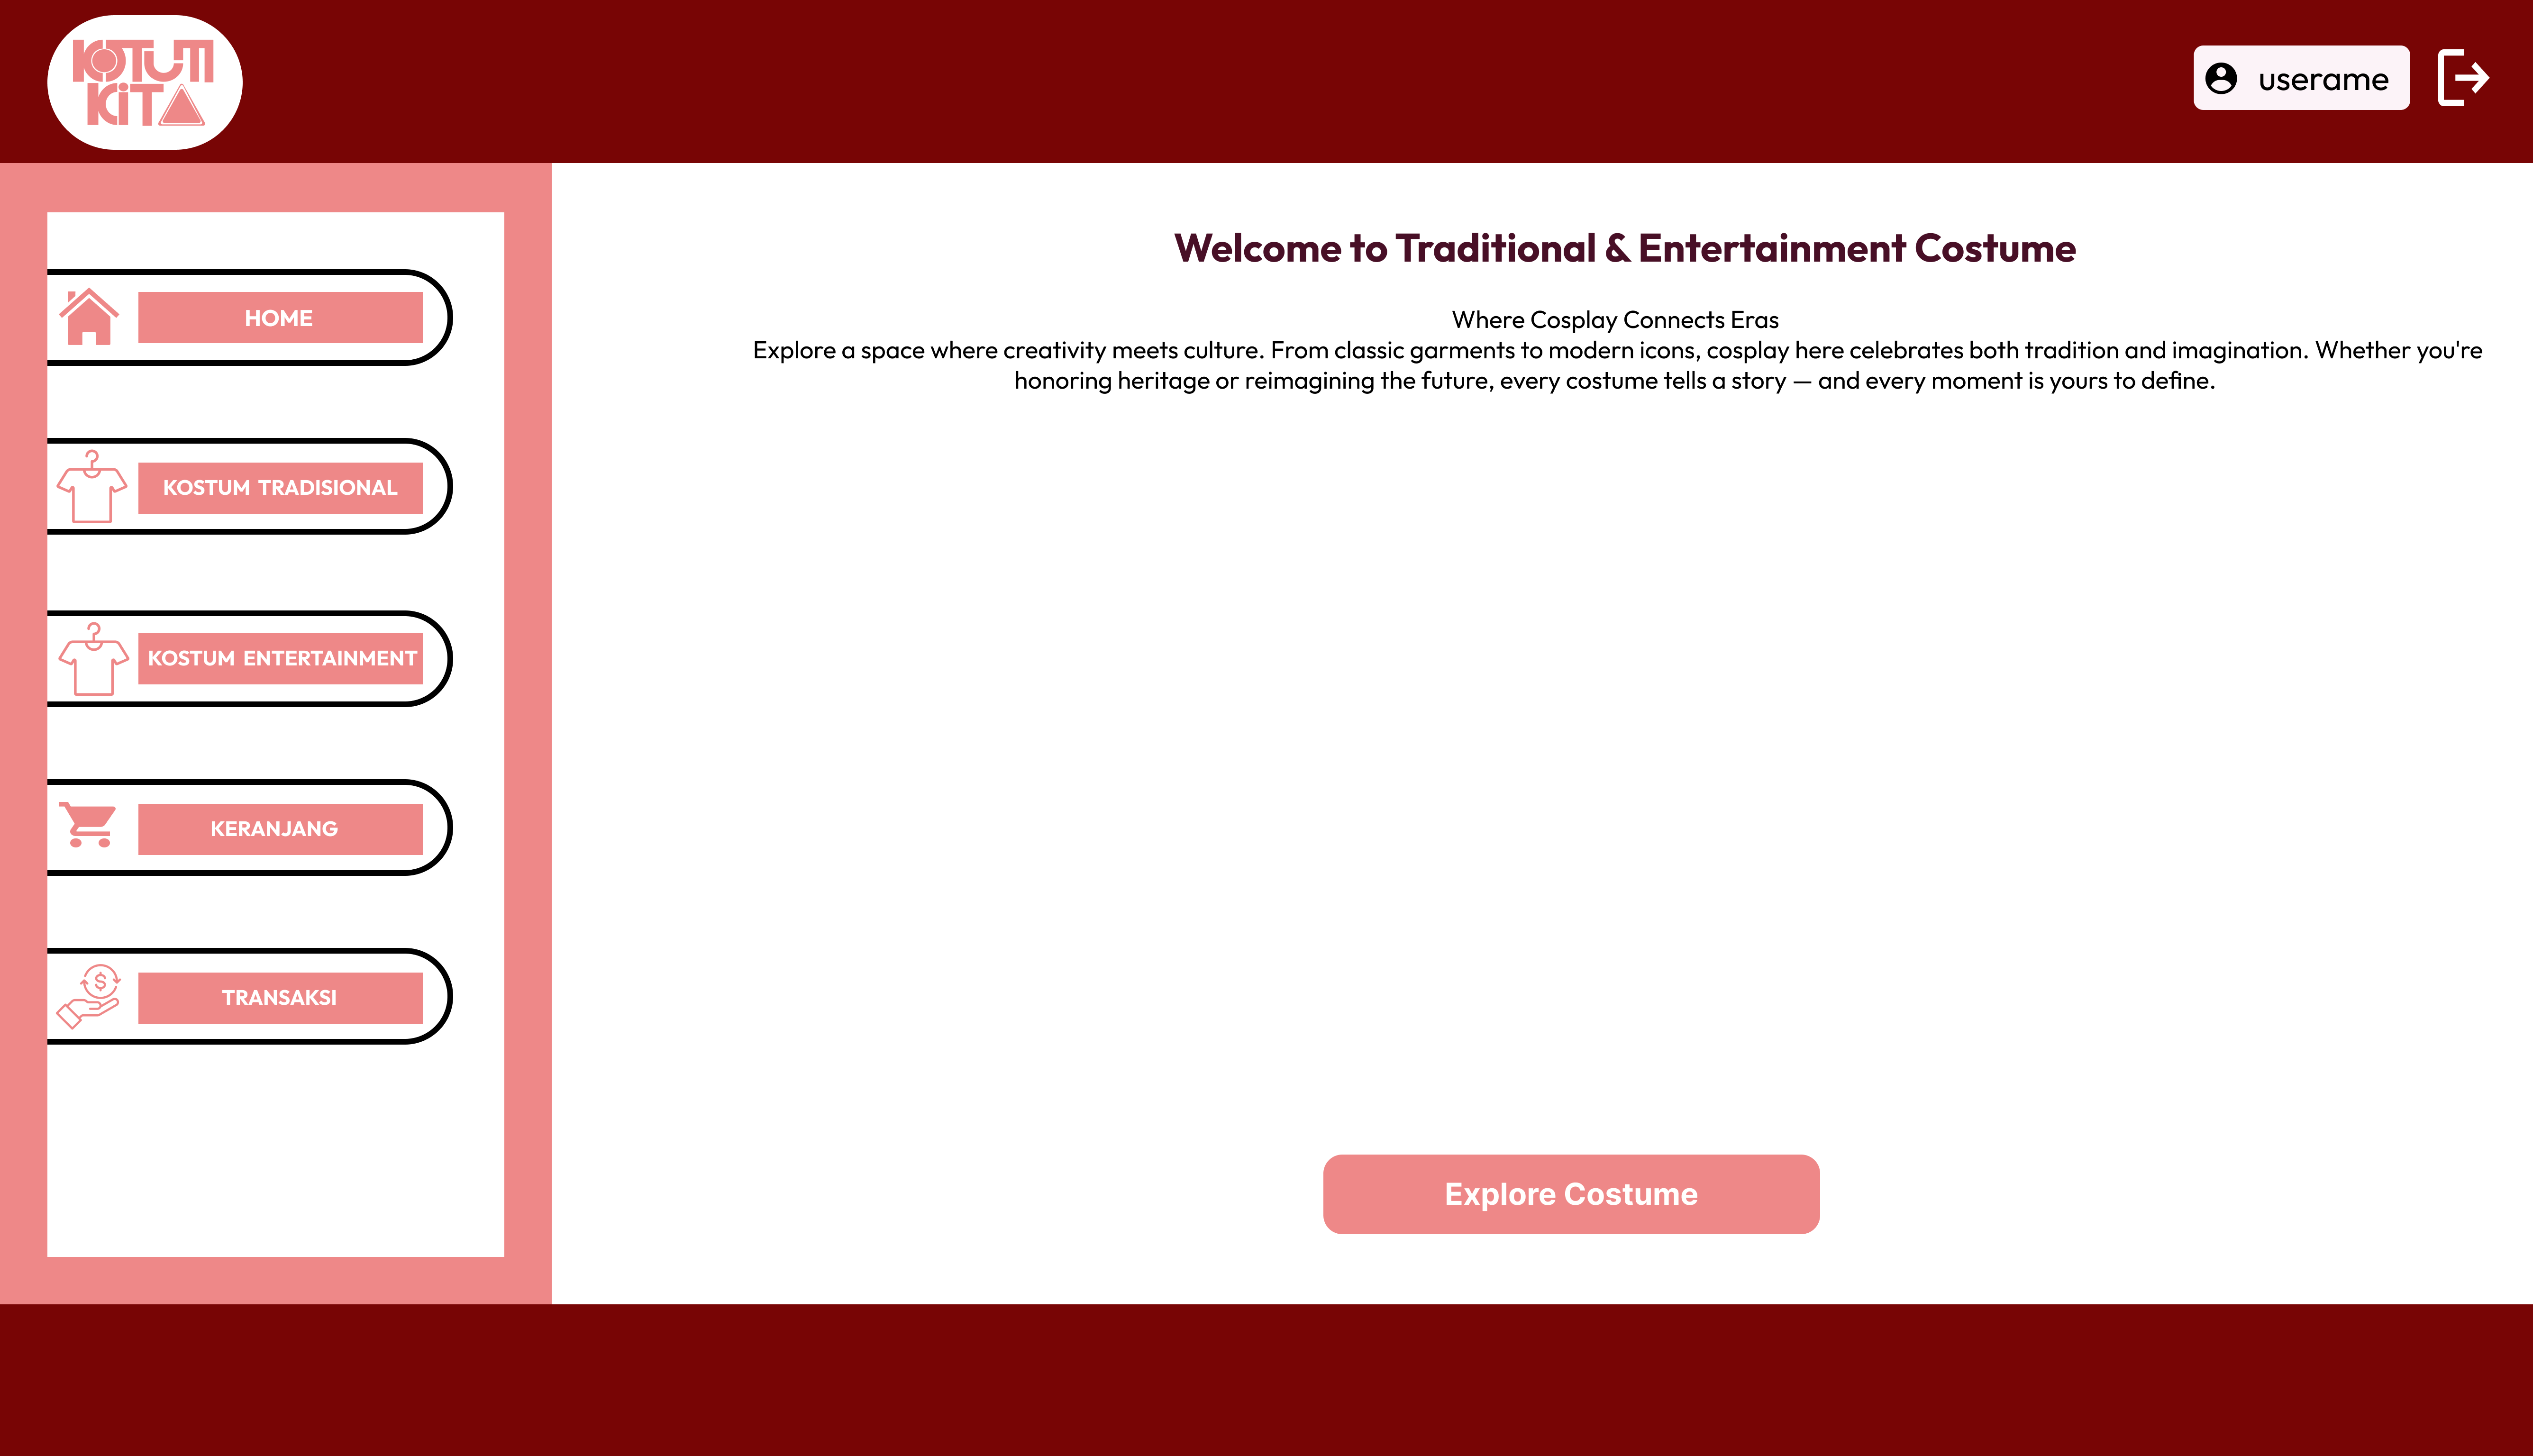 KOTUM
KITA
userame
Welcome to Traditional & Entertainment Costume
Where Cosplay Connects Eras
Explore a space where creativity meets culture. From classic garments to modern icons, cosplay here celebrates both tradition and imagination. Whether you're
honoring heritage or reimagining the future, every costume tells a story — and every moment is yours to define.
HOME
KOSTUM TRADISIONAL
KOSTUM ENTERTAINMENT
KERANJANG
$
TRANSAKSI
Explore Costume